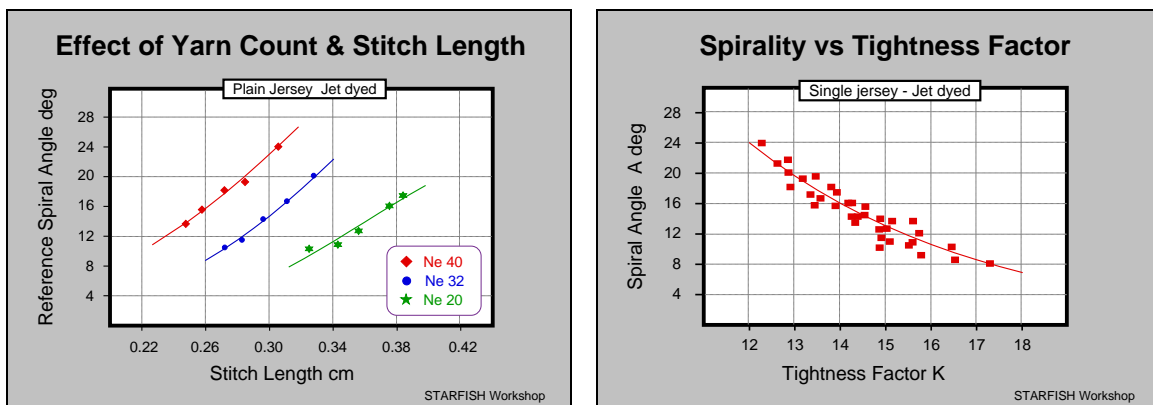 Effect of Yarn Count & Stitch Length
Plain Jersey Jet dyed
Reference Spiral Angle deg
28
24
20
16
12
8
4
Ne 40
Ne 32
Ne 20
0.22 0.26 0.30 0.34 0.38 0.42
Stitch Length cm
STARFISH Workshop
Spirality vs Tightness Factor
Single jersey - Jet dyed
Spiral Angle A deg
28
24
20
16
12
8
4
12 13 14 15 16 17 18
Tightness Factor K
STARFISH Workshop